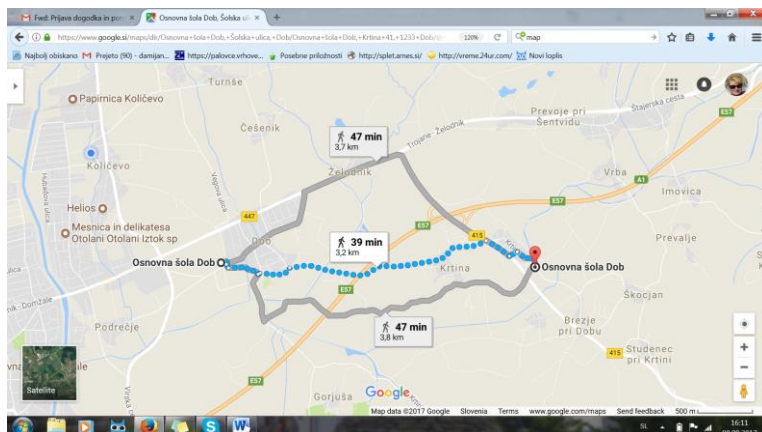 Fwd: Prijava dogodka in pon
Osnovna šola Dob, Šolska ul
https://www.google.si/maps/dir/Osnovna+šola+Dob,+Šolska+ulica,+Dob/Osnovna+šola+Dob,+Krtina+41,+1233+Dob/
120%
map
Najbolj obiskano
Prejeto (90) - damijan...
https://palovce.vrhove...
Posebne priložnosti
http://splet.arnes.si/
http://vreme.24ur.com/
Novi loplis
Turnše
Papirnica Količevo
Češenik
47 min
3,7 km
Trojane-Želodnik
Prevoje pri
Šentvidu
Štajerska cesta
E57
Količevo
Želodnik
Vrba
A1
Imovica
Vegova ulica
E57
Helios
447
Mesnica in delikatesa
Otolani Otolani Iztok sp
Dob
39 min
3,2 km
E57
415
Prevalje
Osnovna šola Dob
Krtina
Osnovna šola Dob
E57
Škocjan
Podrečje
47 min
3,8 km
Brezje
pri Dobu
415
Studenec
pri Krtini
Satellite
E57
Gorjuša
Google
Map data ©2017 Google
Slovenia
Terms
www.google.com/maps
Send feedback
500 m
SL
16:11